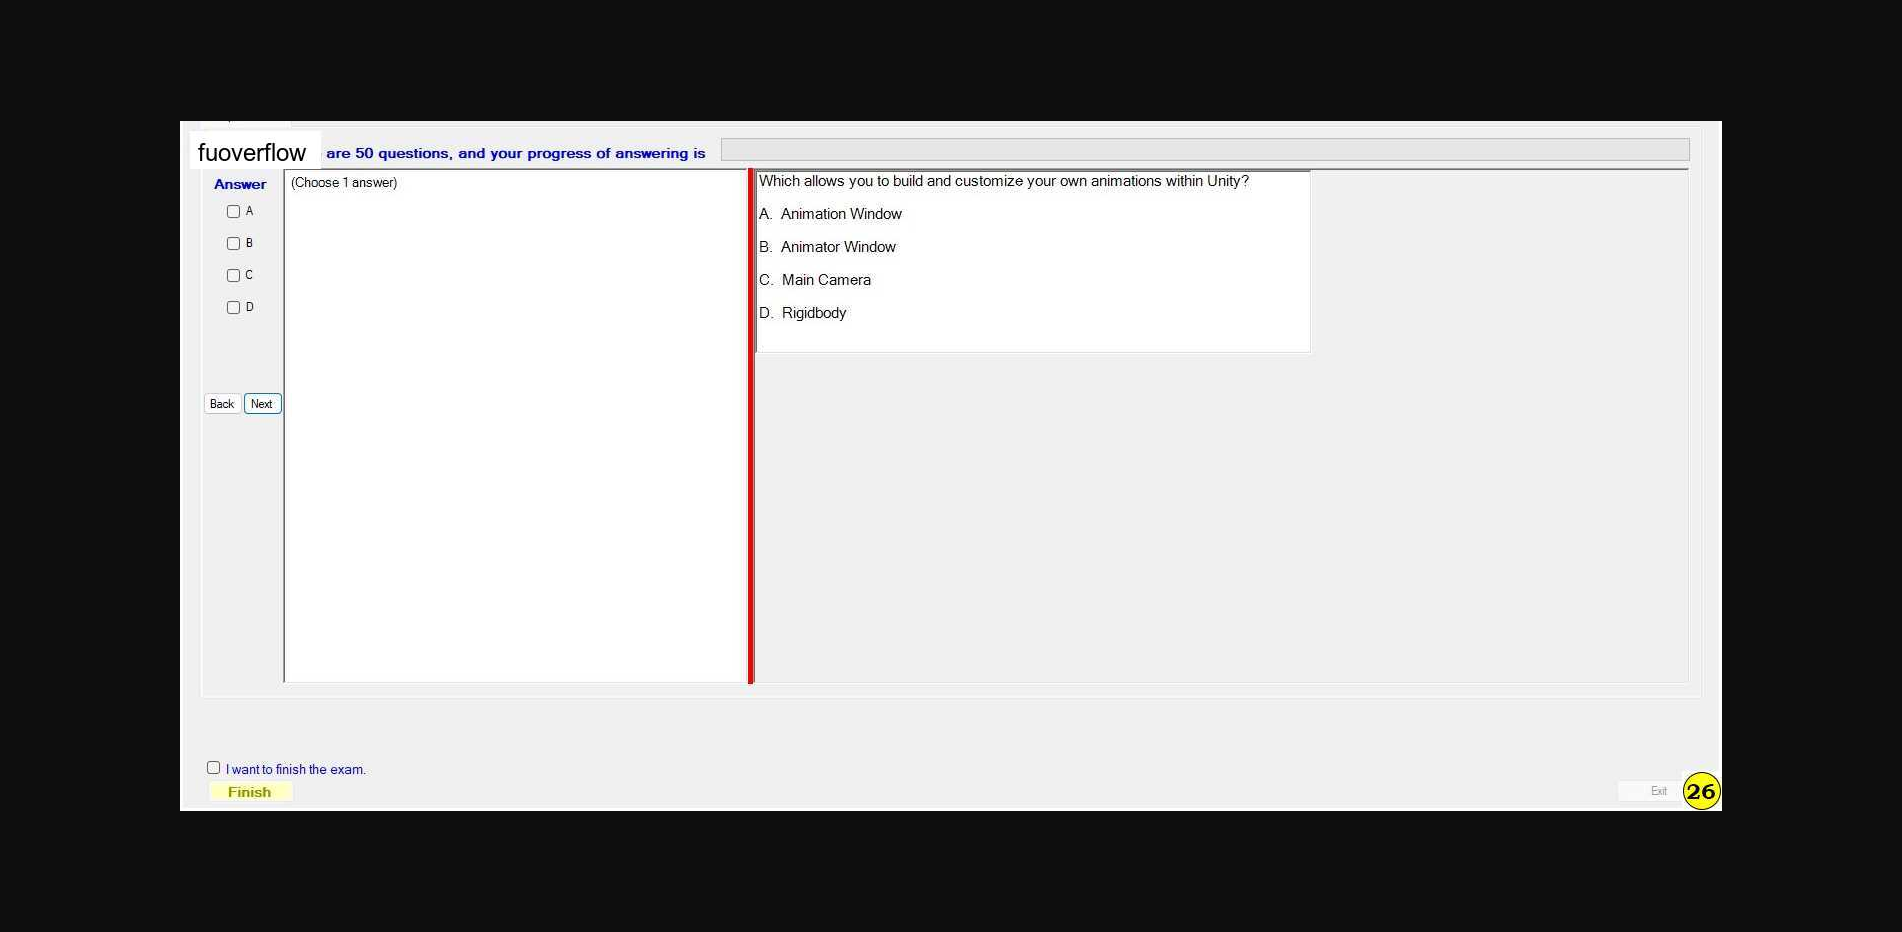 fuoverflow are 50 questions, and your progress of answering is
Answer
(Choose 1 answer)
A
B
C
D
Back Next
Which allows you to build and customize your own animations within Unity?
A. Animation Window
B. Animator Window
C. Main Camera
D. Rigidbody
I want to finish the exam.
Finish
Exit
26